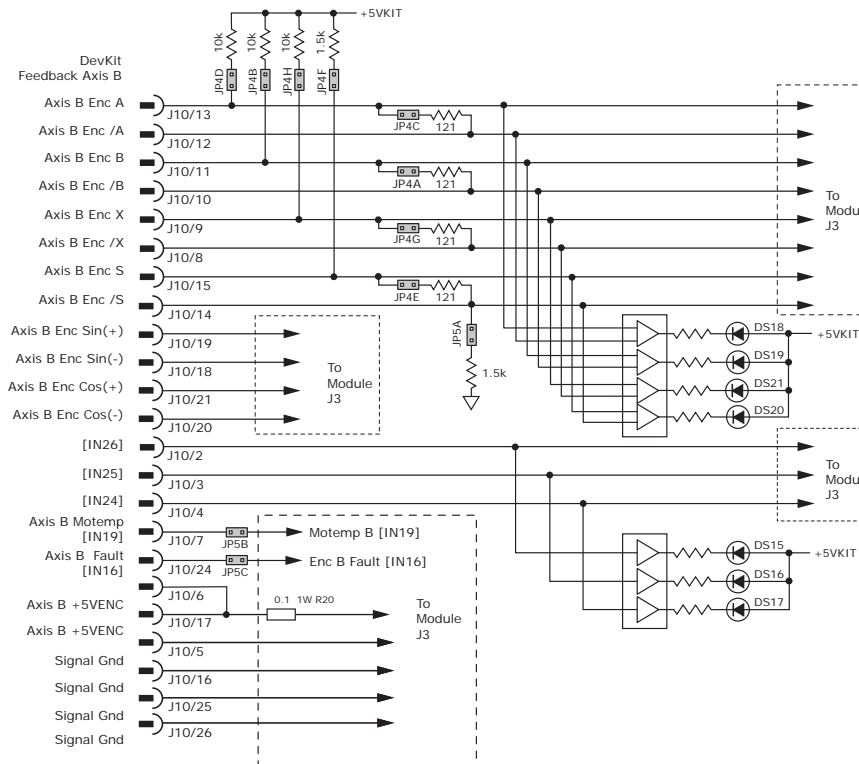 +5VKIT
10k
10k
10k
1.5k
DevKit
Feedback Axis B
JP4D
JP4B
JP4H
JP4F
Axis B Enc A
J10/13
JP4C
121
Axis B Enc /A
J10/12
Axis B Enc B
J10/11
JP4A
121
Axis B Enc /B
J10/10
Axis B Enc X
J10/9
JP4G
121
Axis B Enc /X
J10/8
Axis B Enc S
J10/15
JP4E
121
Axis B Enc /S
J10/14
To
Modu
J3
JP5A
1.5k
DS18
+5VKIT
DS19
DS21
DS20
Axis B Enc Sin(+)
J10/19
Axis B Enc Sin(-)
J10/18
Axis B Enc Cos(+)
J10/21
Axis B Enc Cos(-)
J10/20
To
Module
J3
[IN26]
J10/2
[IN25]
J10/3
[IN24]
J10/4
To
Modu
J3
Axis B Motemp
[IN19]
J10/7
JP5B
Motemp B [IN19]
Axis B Fault
[IN16]
J10/24
JP5C
Enc B Fault [IN16]
DS15
+5VKIT
DS16
DS17
J10/6
Axis B +5VENC
J10/17
0.1 1W R20
To
Module
J3
Axis B +5VENC
J10/5
Signal Gnd
J10/16
Signal Gnd
J10/25
Signal Gnd
J10/26
Signal Gnd